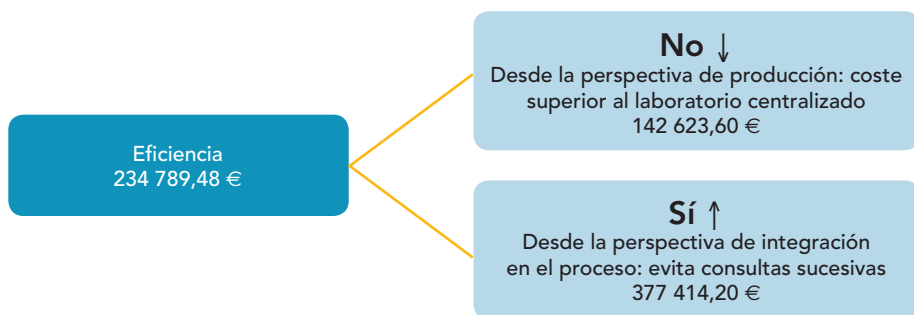 Eficiencia
234 789,48 €
No ↓
Desde la perspectiva de producción: coste
superior al laboratorio centralizado
142 623,60 €
Sí ↑
Desde la perspectiva de integración
en el proceso: evita consultas sucesivas
377 414,20 €